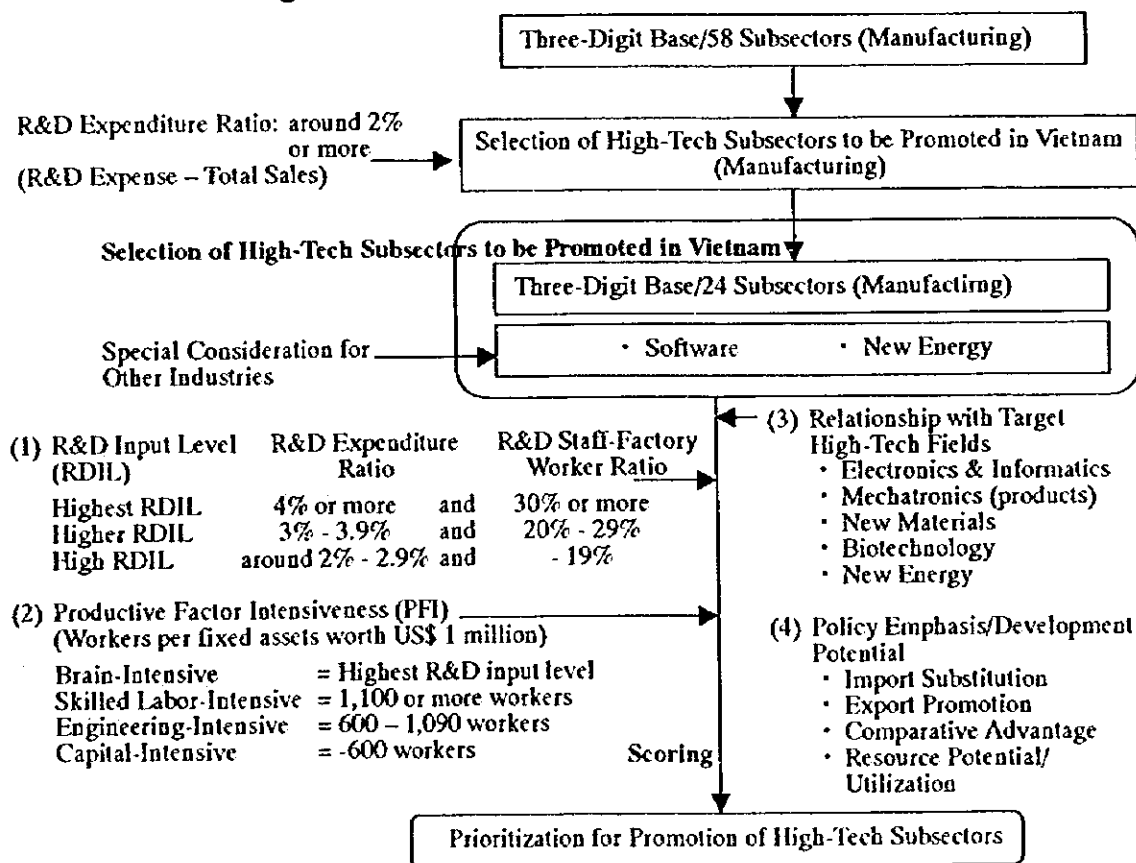 Three-Digit Base/58 Subsectors (Manufacturing)
R&D Expenditure Ratio: around 2%
or more
(R&D Expense – Total Sales)
Selection of High-Tech Subsectors to be Promoted in Vietnam
(Manufacturing)
Selection of High-Tech Subsectors to be Promoted in Vietnam
Three-Digit Base/24 Subsectors (Manufactirng)
Special Consideration for
Other Industries
· Software · New Energy
(1) R&D Input Level R&D Expenditure R&D Staff-Factory
(RDIL) Ratio Worker Ratio
Highest RDIL 4% or more and 30% or more
Higher RDIL 3% - 3.9% and 20% - 29%
High RDIL around 2% - 2.9% and - 19%
(2) Productive Factor Intensiveness (PFI)
(Workers per fixed assets worth US$ 1 million)
Brain-Intensive = Highest R&D input level
Skilled Labor-Intensive = 1,100 or more workers
Engineering-Intensive = 600 – 1,090 workers
Capital-Intensive = -600 workers
(3) Relationship with Target
High-Tech Fields
· Electronics & Informatics
· Mechatronics (products)
· New Materials
· Biotechnology
· New Energy
(4) Policy Emphasis/Development
Potential
· Import Substitution
· Export Promotion
· Comparative Advantage
· Resource Potential/
Utilization
Scoring
Prioritization for Promotion of High-Tech Subsectors